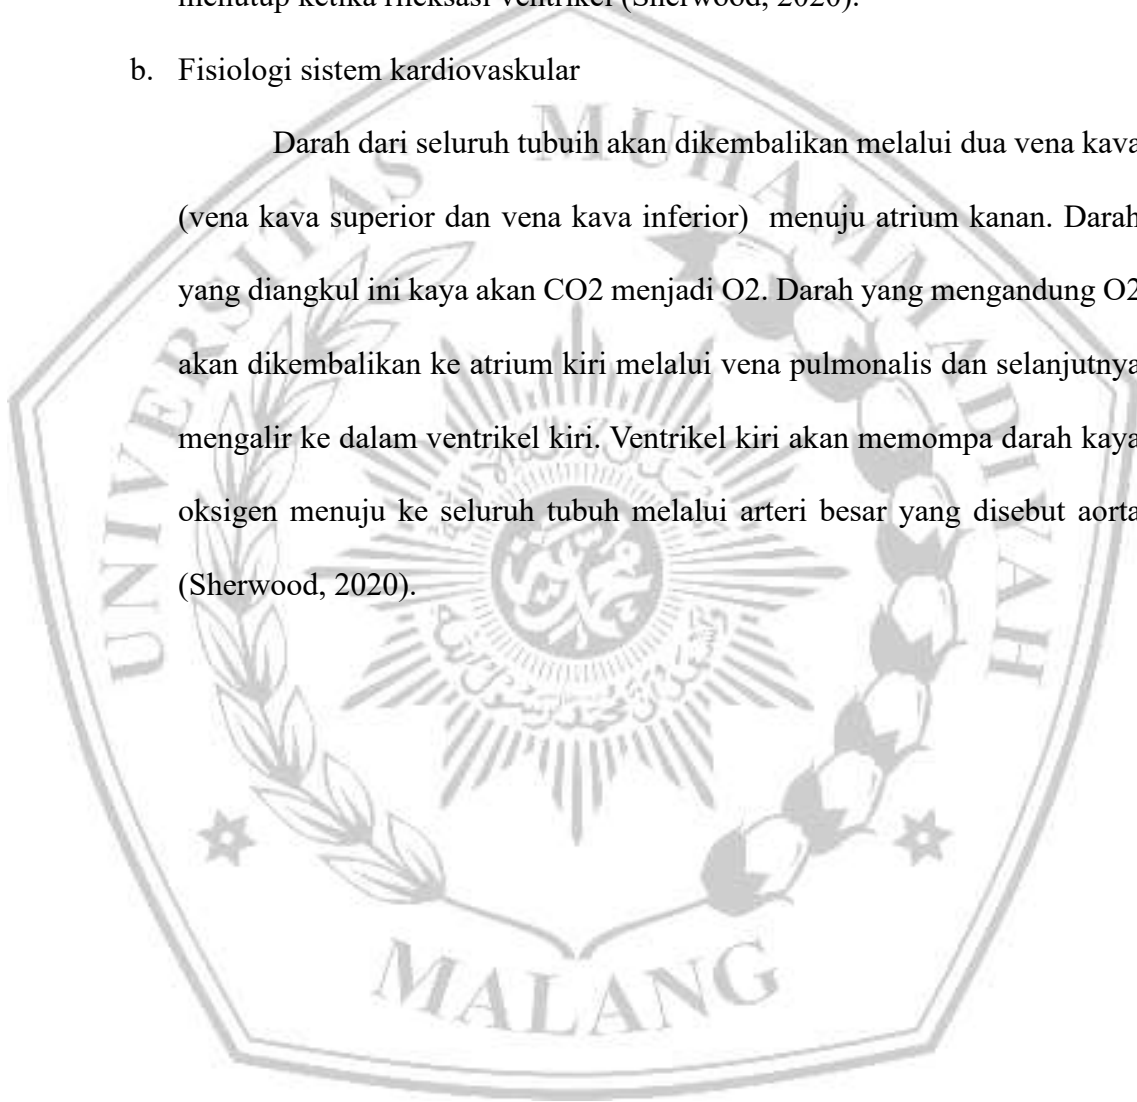 menutup ketika rileksasi ventrikel (Sherwood, 2020).
b. Fisiologi sistem kardiovaskular
Darah dari seluruh tubuih akan dikembalikan melalui dua vena kava
(vena kava superior dan vena kava inferior) menuju atrium kanan. Darah
yang diangkul ini kaya akan CO2 menjadi O2. Darah yang mengandung O2
akan dikembalikan ke atrium kiri melalui vena pulmonalis dan selanjutnya
mengalir ke dalam ventrikel kiri. Ventrikel kiri akan memompa darah kaya
oksigen menuju ke seluruh tubuh melalui arteri besar yang disebut aorta
(Sherwood, 2020).
UNIVERSITAS MUHAMMADIYAH
MALANG